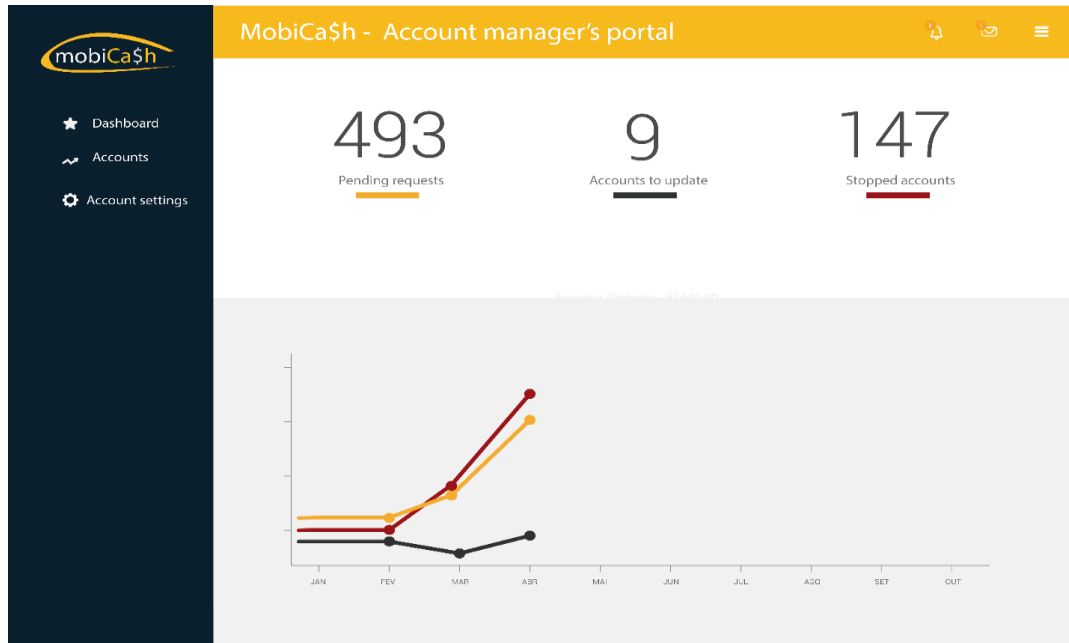 mobiCa$h
MobiCa$h - Account manager's portal
Dashboard
Accounts
Account settings
493
Pending requests
9
Accounts to update
147
Stopped accounts
JAN FEV MAR ABR MAI JUN JUL AGO SET OUT